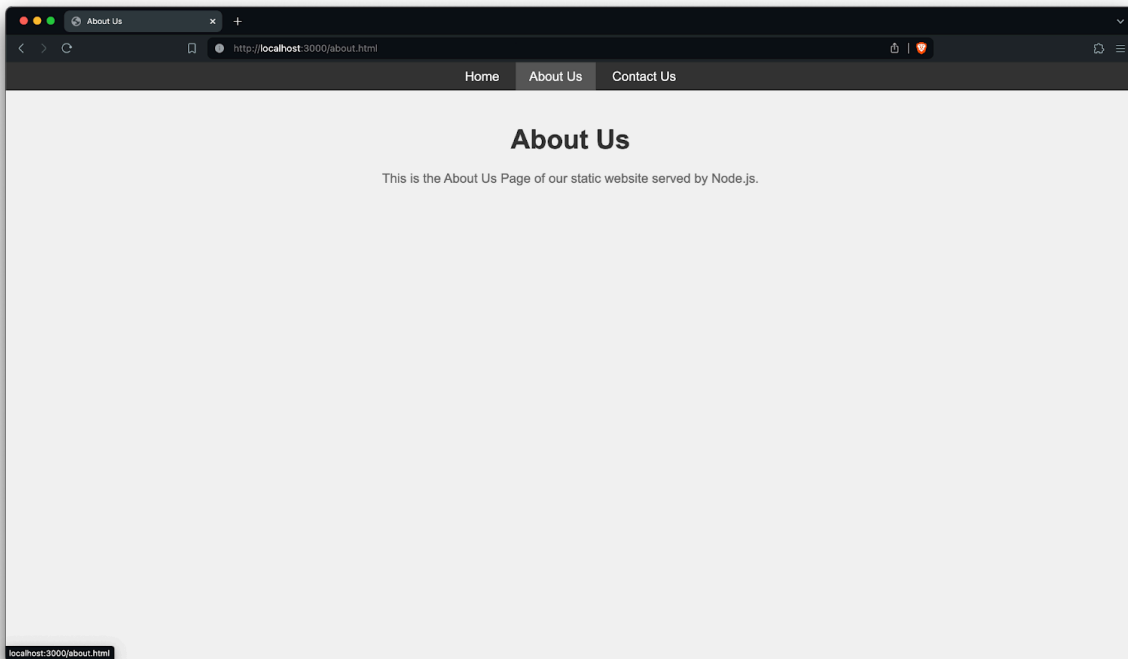 About Us
http://localhost:3000/about.html
Home About Us Contact Us
About Us
This is the About Us Page of our static website served by Node.js.
localhost:3000/about.html